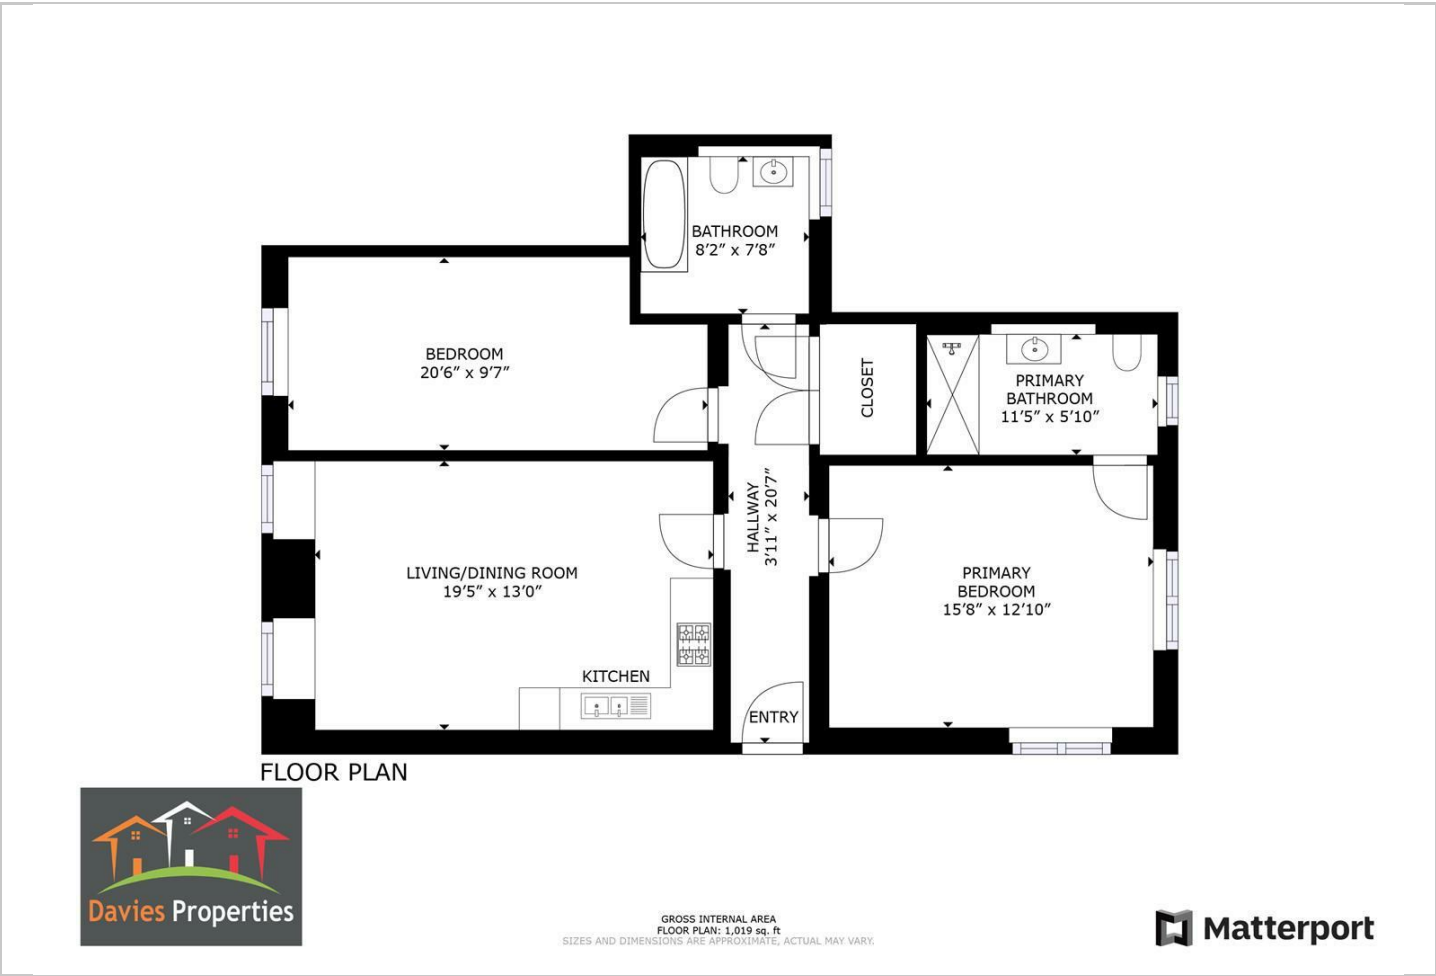 BATHROOM
8'2" x 7'8"
BEDROOM
20'6" x 9'7"
CLOSET
PRIMARY
BATHROOM
11'5" x 5'10"
HALLWAY
3'11" x 20'7"
LIVING/DINING ROOM
19'5" x 13'0"
PRIMARY
BEDROOM
15'8" x 12'10"
KITCHEN
ENTRY
FLOOR PLAN
Davies Properties
GROSS INTERNAL AREA
FLOOR PLAN: 1,019 sq. ft
SIZES AND DIMENSIONS ARE APPROXIMATE, ACTUAL MAY VARY.
Matterport